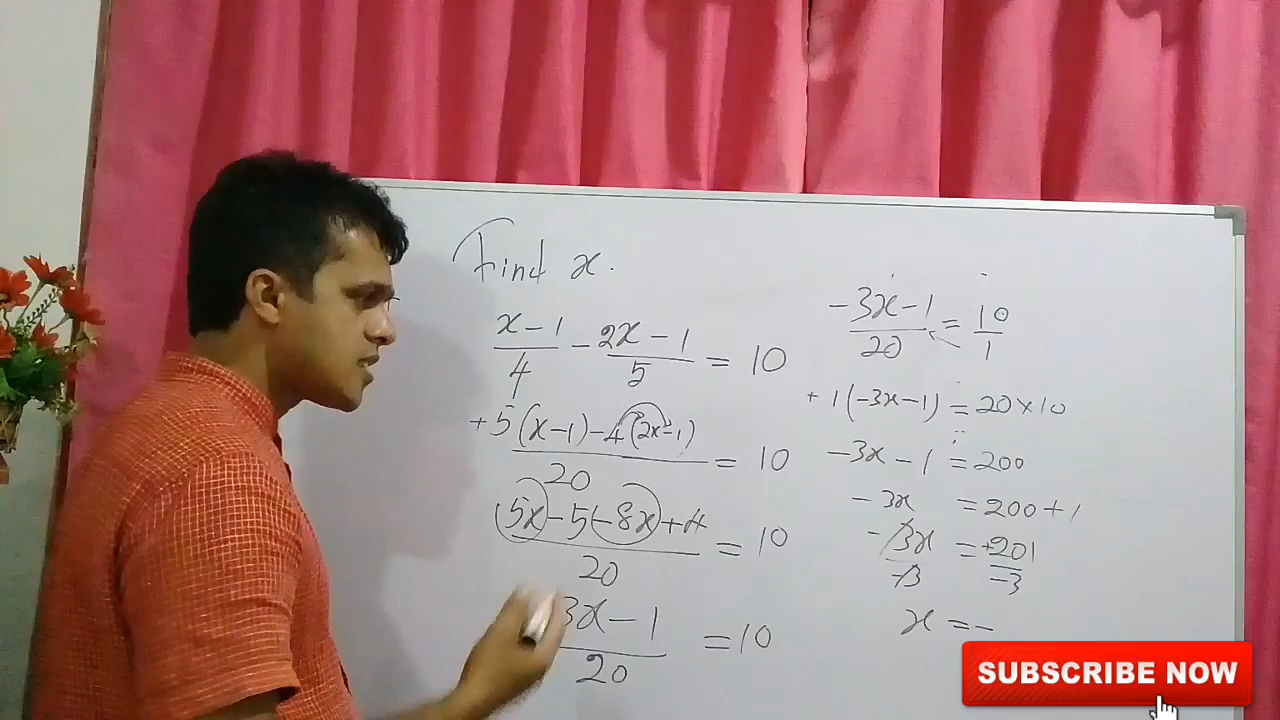 Find x.
x-1/4 - 2x-1/5 = 10
+5(x-1)-4(2x-1)/20 = 10
5x-5-8x+4/20 = 10
3x-1/20 = 10
-3x-1/20 = 10/1
+1(-3x-1) = 20×10
-3x-1 = 200
-3x = 200+1
-3x/-3 = +201/-3
x = -
SUBSCRIBE NOW